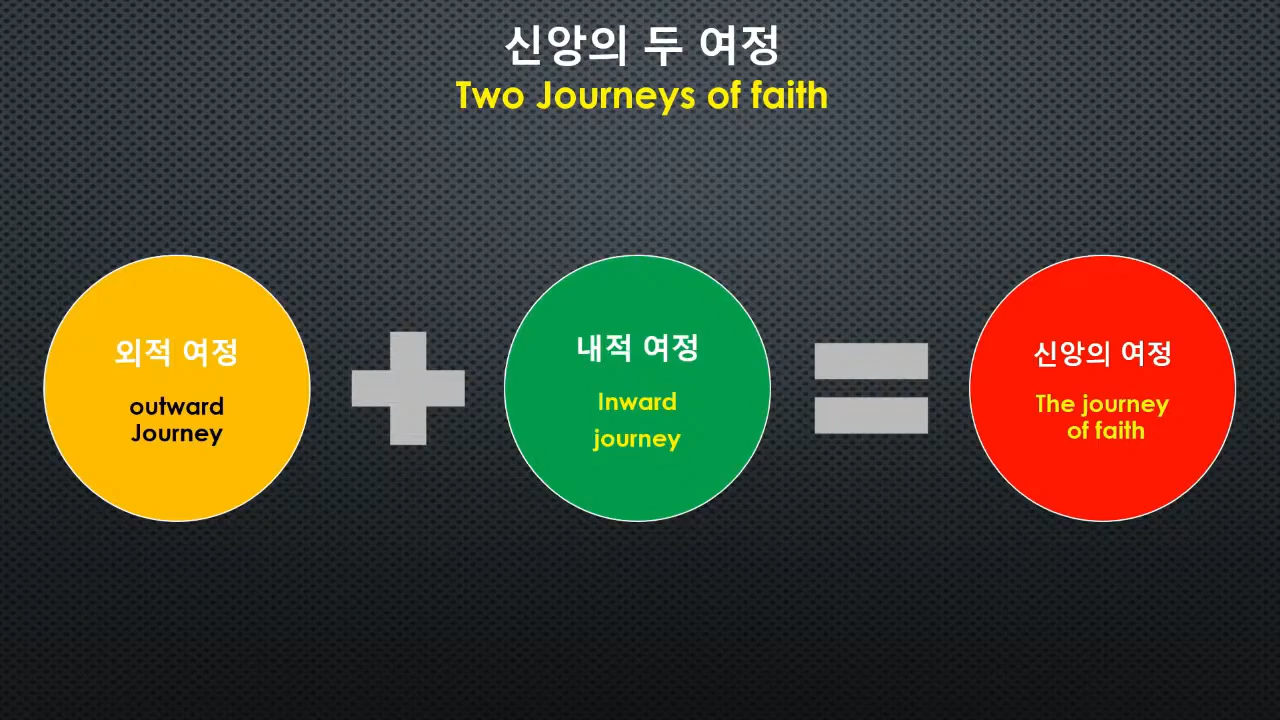 신앙의 두 여정
Two Journeys of faith
외적 여정
outward
Journey
내적 여정
Inward
journey
신앙의 여정
The journey
of faith